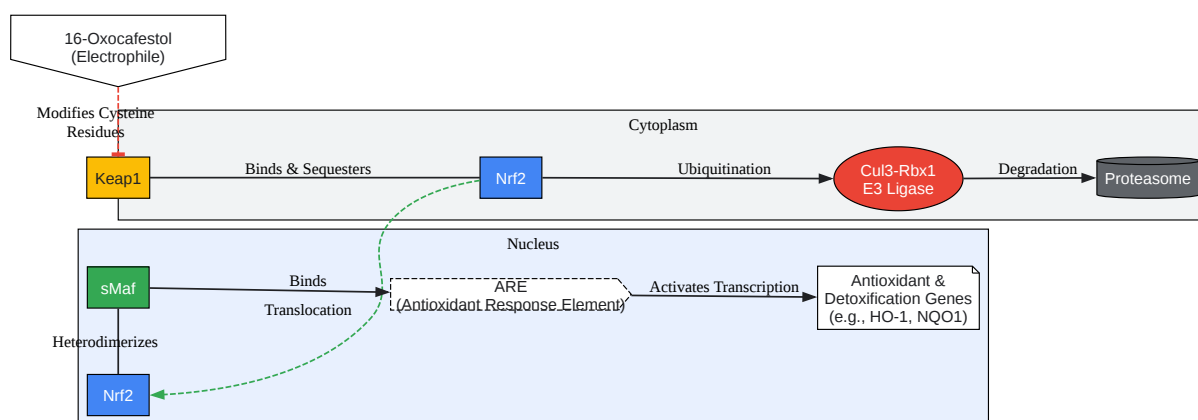 16-Oxocafestol
(Electrophile)
Modifies Cysteine
Residues
Cytoplasm
Keap1
Binds & Sequesters
Nrf2
Ubiquitination
Cul3-Rbx1
E3 Ligase
Degradation
Proteasome
Nucleus
sMaf
Binds
ARE
(Antioxidant Response Element)
Activates Transcription
Antioxidant &
Detoxification Genes
(e.g., HO-1, NQO1)
Translocation
Heterodimerizes
Nrf2